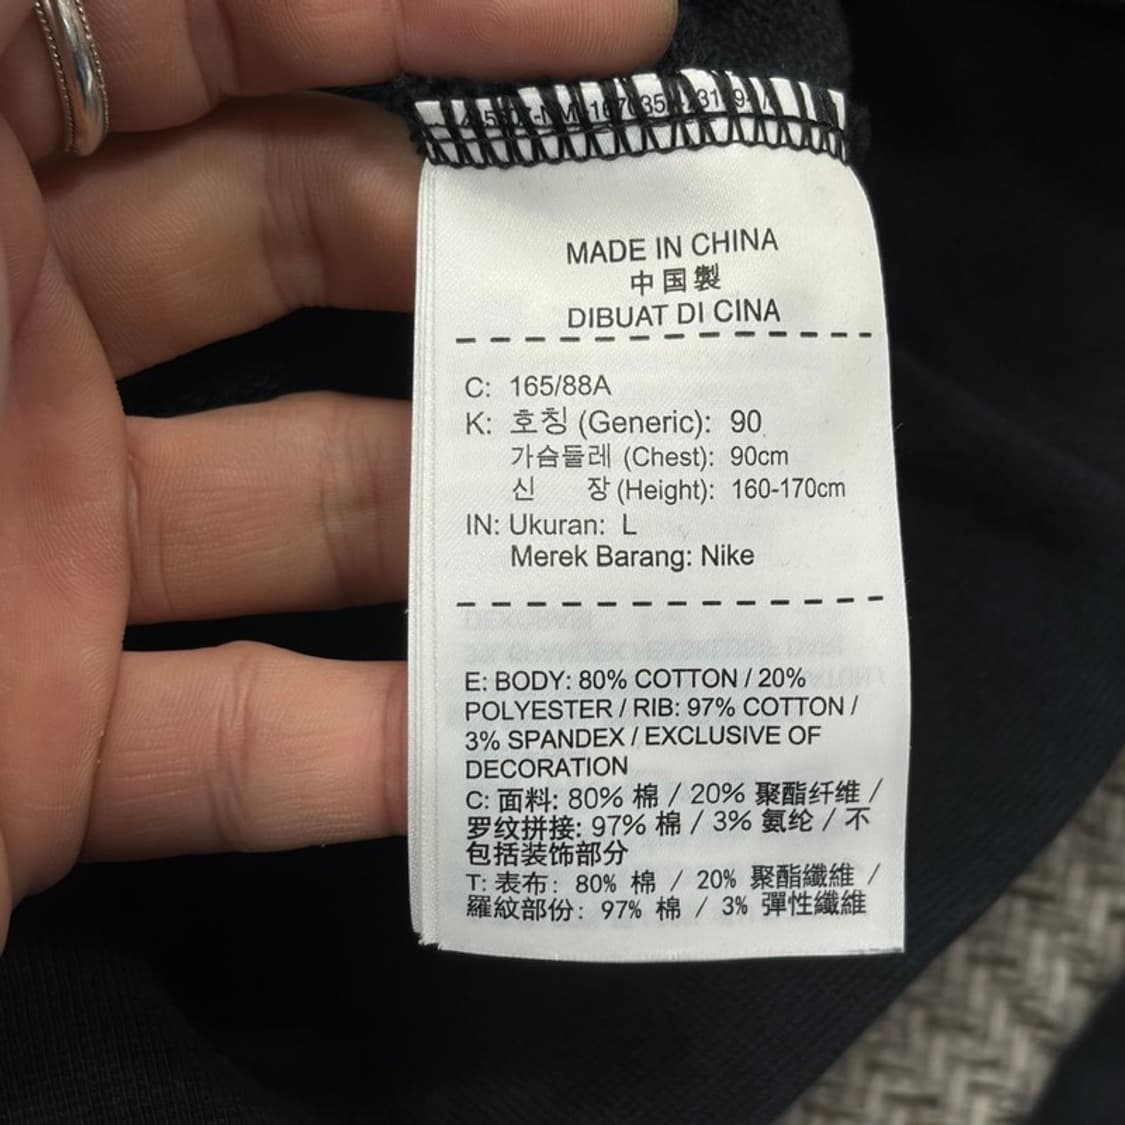 MADE IN CHINA
中国製
DIBUAT DI CINA
C: 165/88A
K: 호칭 (Generic): 90
가슴둘레 (Chest): 90cm
신 장 (Height): 160-170cm
IN: Ukuran: L
Merek Barang: Nike
E: BODY: 80% COTTON / 20%
POLYESTER / RIB: 97% COTTON /
3% SPANDEX / EXCLUSIVE OF
DECORATION
C: 面料: 80% 棉 / 20% 聚酯纤维 /
罗纹拼接: 97% 棉 / 3% 氨纶 / 不
包括装饰部分
T: 表布: 80% 棉 / 20% 聚酯纖維 /
羅紋部份: 97% 棉 / 3% 彈性纖維